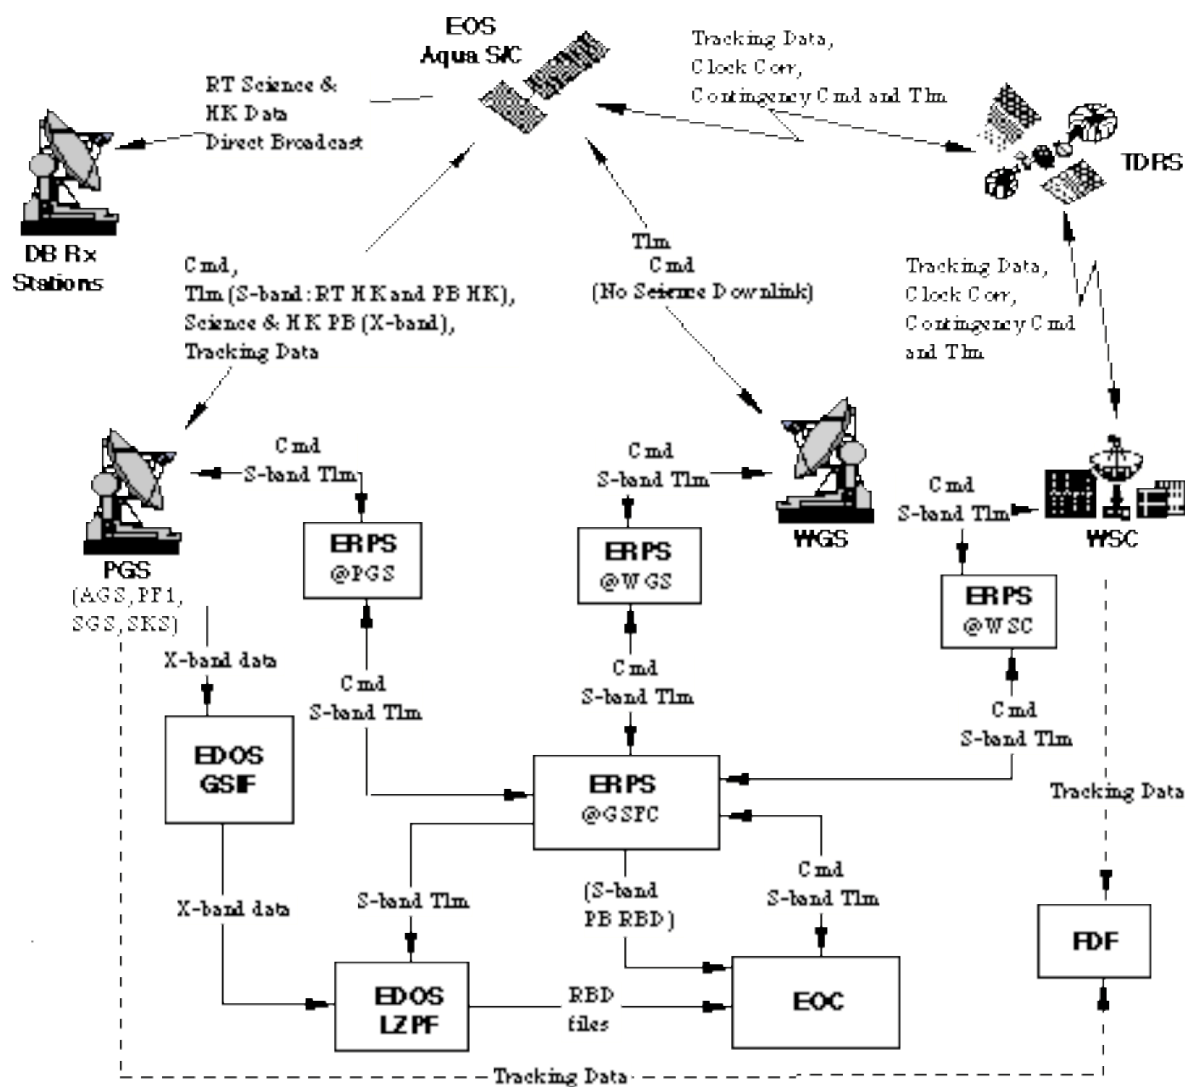 EOS
Aqua S/C
Tracking Data,
Clock Corr,
Contingency Cmd and Tlm
RT Science &
HK Data
Direct Broadcast
TDRS
DB Rx
Stations
Cmd,
Tlm (S-band: RT HK and PB HK),
Science & HK PB (X-band),
Tracking Data
Tlm
Cmd
(No Science Downlink)
Tracking Data,
Clock Corr,
Contingency Cmd
and Tlm
Cmd
S-band Tlm
Cmd
S-band Tlm
Cmd
S-band Tlm
PGS
(AGS, PF1,
SGS, SKS)
ERPS
@PGS
ERPS
@WGS
WGS
WSC
ERPS
@WSC
X-band data
Cmd
S-band Tlm
Cmd
S-band Tlm
Cmd
S-band Tlm
EDOS
GSIF
ERPS
@GSFC
Tracking Data
X-band data
S-band Tlm
(S-band
PB RBD)
Cmd
S-band Tlm
FDF
EDOS
LZPF
RBD
files
EOC
Tracking Data